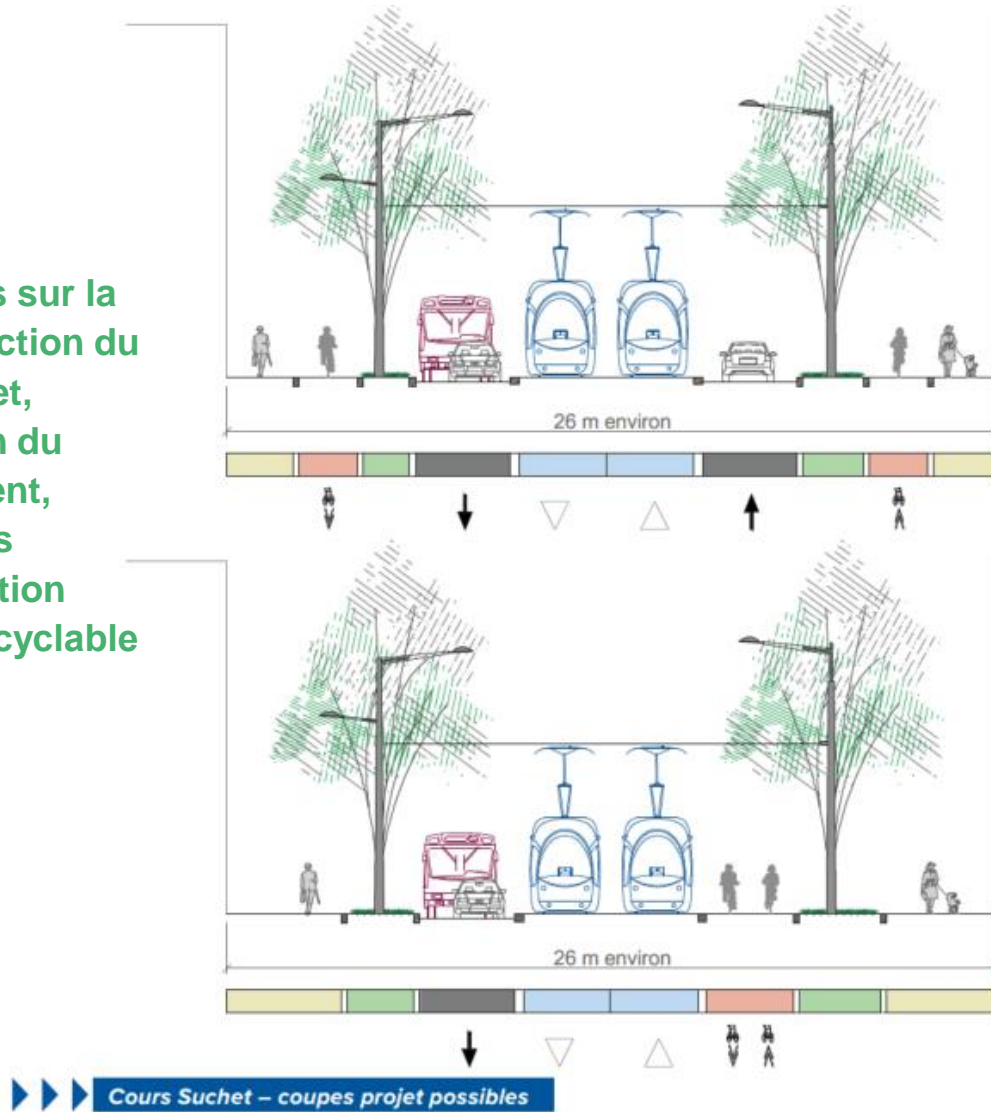 s sur la
ction du
et,
n du
ent,
s
tion
cyclable
26 m environ
26 m environ
Cours Suchet – coupes projet possibles